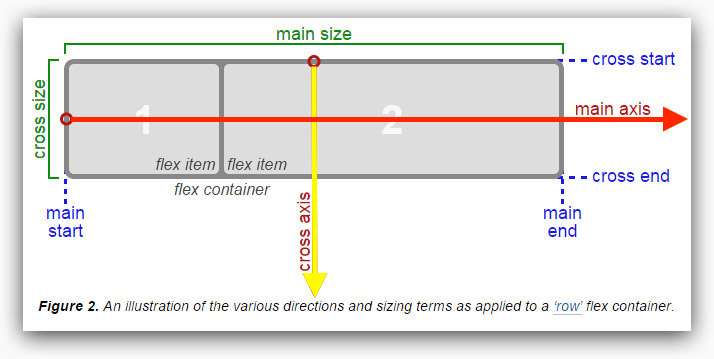 main size
cross start
cross size
1
2
main axis
flex item
flex item
cross end
flex container
main
start
cross axis
main
end
Figure 2. An illustration of the various directions and sizing terms as applied to a ‘row’ flex container.